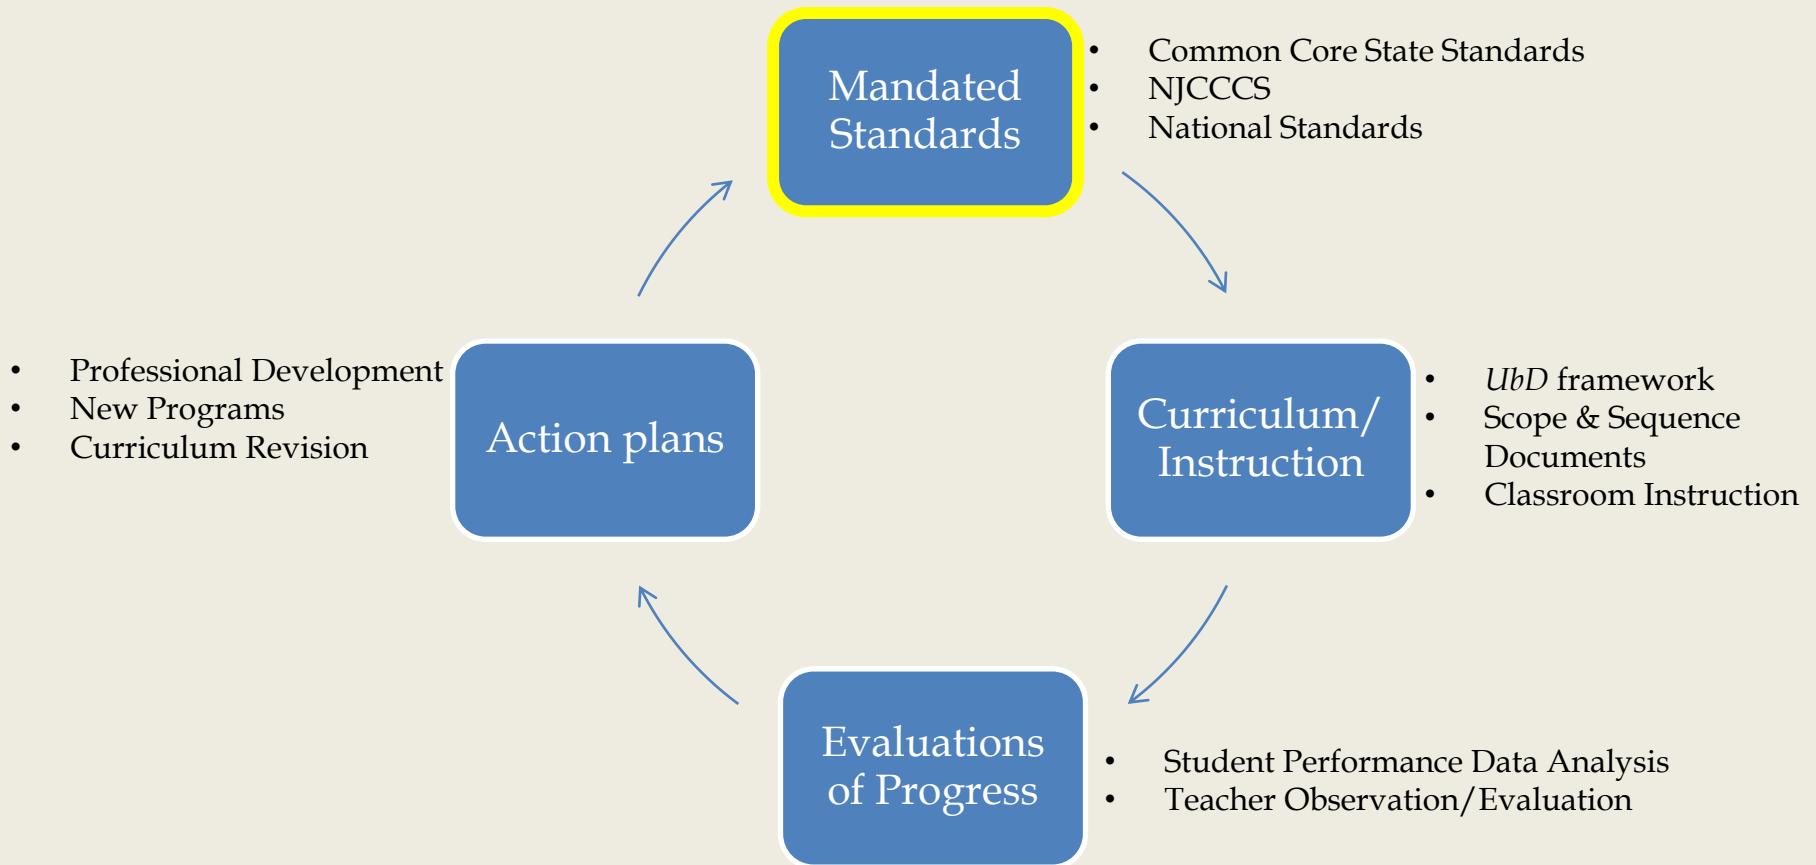 Mandated
Standards
• Common Core State Standards
• NJCCCS
• National Standards
• Professional Development
• New Programs
• Curriculum Revision
Action plans
Curriculum/
Instruction
• UbD framework
• Scope & Sequence
Documents
• Classroom Instruction
Evaluations
of Progress
• Student Performance Data Analysis
• Teacher Observation/Evaluation